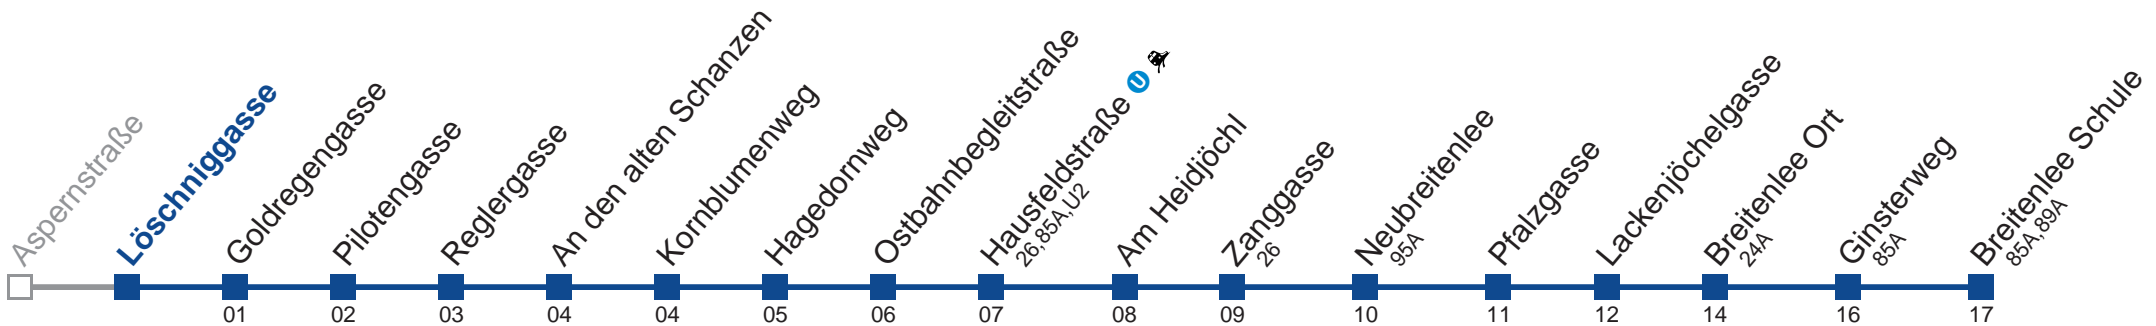 Aspernstraße
Löschniggasse
Goldregengasse
01
Pilotengasse
02
Reglergasse
03
An den alten Schanzen
04
Kornblumenweg
04
Hagedornweg
05
Ostbahnbegleitstraße
06
Hausfeldstraße U
26,85A,U2
07
Am Heidjöchl
08
Zanggasse
26
09
Neubreitenlee
95A
10
Pfalzgasse
11
Lackenjöchelgasse
12
Breitenlee Ort
24A
14
Ginsterweg
85A
16
Breitenlee Schule
85A,89A
17